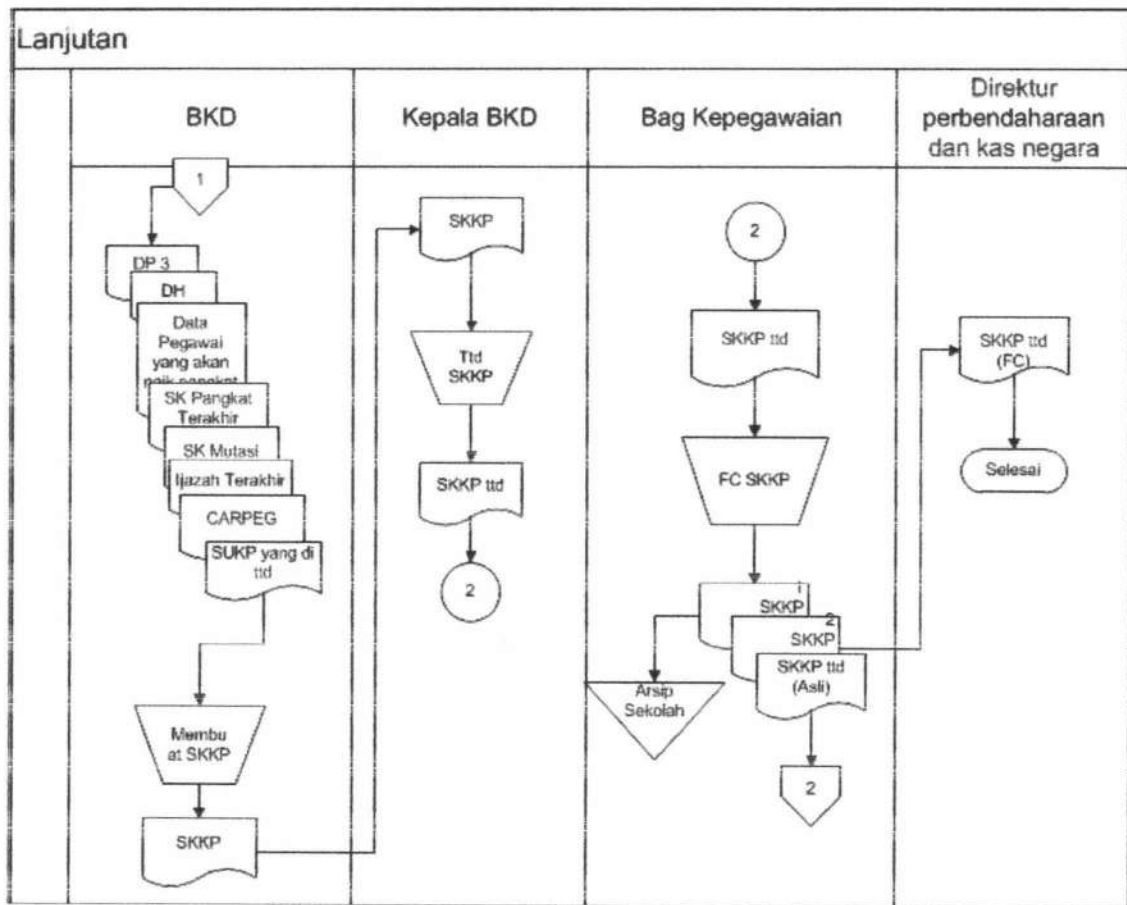 Lanjutan
BKD
Kepala BKD
Bag Kepegawaian
Direktur
perbendaharaan
dan kas negara
1
DP 3
DH
Data
Pegawai
yang akan
naik pangkat
SK Pangkat
Terakhir
SK Mutasi
Ijazah Terakhir
CARPEG
SUKP yang di
ttd
Membu
at SKKP
SKKP
SKKP
Ttd
SKKP
SKKP ttd
2
2
SKKP ttd
FC SKKP
1
SKKP
2
SKKP
SKKP ttd
(Asli)
Arsip
Sekolah
2
SKKP ttd
(FC)
Selesai